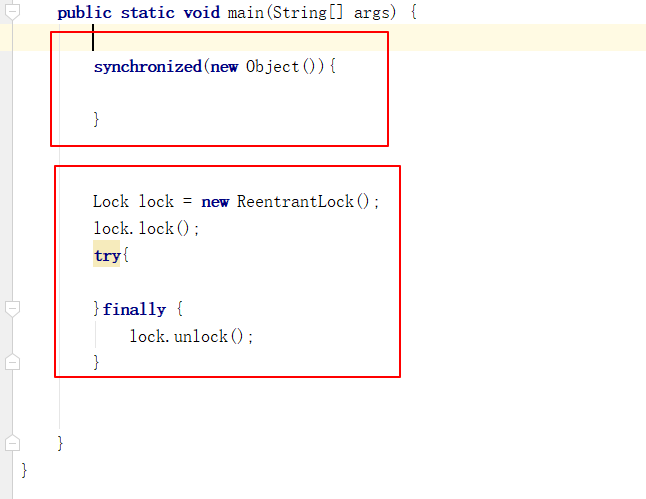 public static void main(String[] args) {
synchronized(new Object()){
}
Lock lock = new ReentrantLock();
lock.lock();
try{
}finally {
lock.unlock();
}
}
}